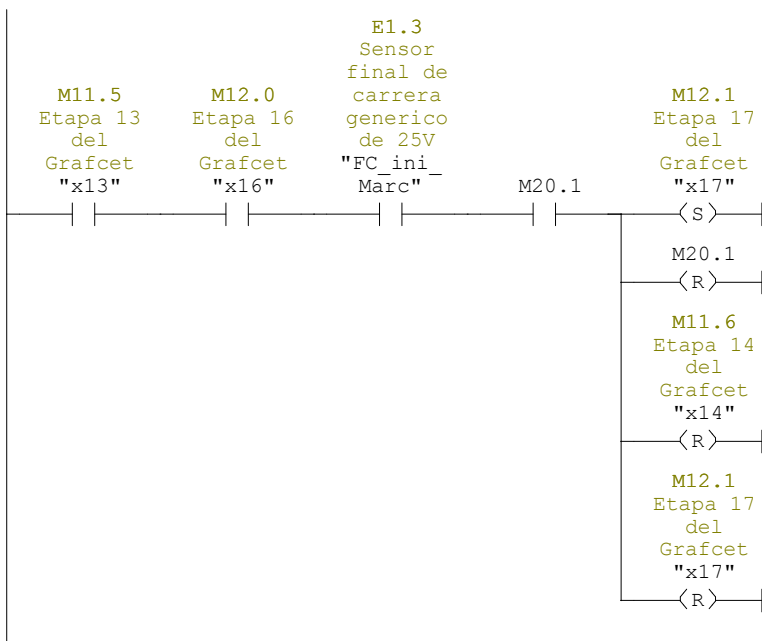 M11.5
Etapa 13
del
Grafcet
"x13"
M12.0
Etapa 16
del
Grafcet
"x16"
E1.3
Sensor
final de
carrera
generico
de 25V
"FC_ini_
Marc"
M20.1
M12.1
Etapa 17
del
Grafcet
"x17"
S
M20.1
R
M11.6
Etapa 14
del
Grafcet
"x14"
R
M12.1
Etapa 17
del
Grafcet
"x17"
R